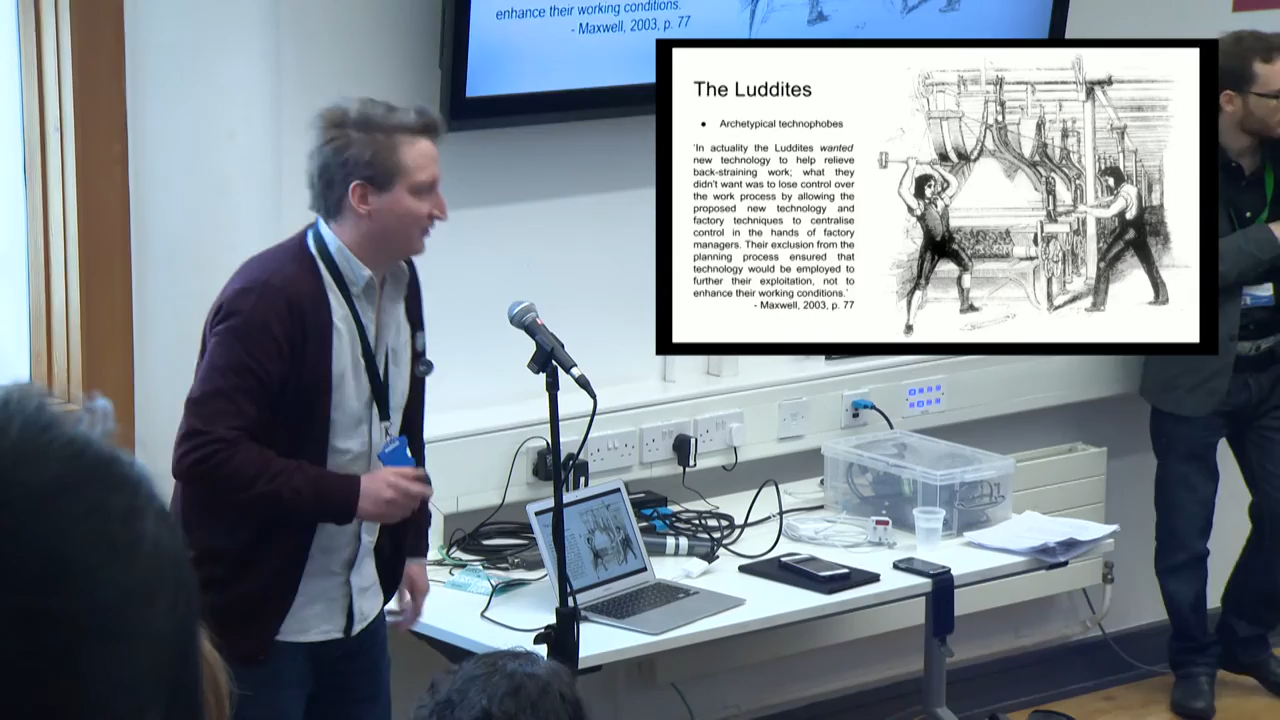 enhance their working conditions.
- Maxwell, 2003, p. 77
The Luddites
• Archetypical technophobes
'In actuality the Luddites wanted
new technology to help relieve
back-straining work; what they
didn't want was to lose control over
the work process by allowing the
proposed new technology and
factory techniques to centralise
control in the hands of factory
managers. Their exclusion from the
planning process ensured that
technology would be employed to
further their exploitation, not to
enhance their working conditions.'
- Maxwell, 2003, p. 77